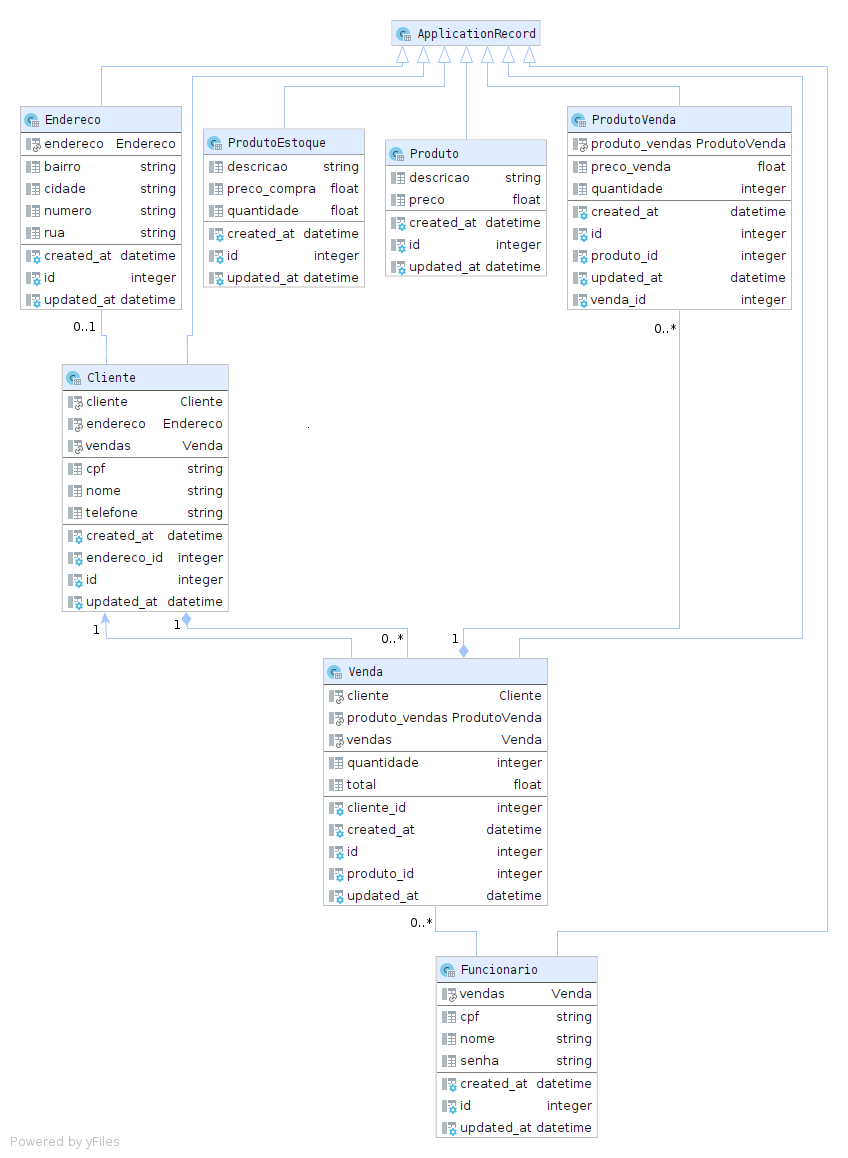 ApplicationRecord
Endereco
endereco Endereco
bairro string
cidade string
numero string
rua string
created_at datetime
id integer
updated_at datetime
ProdutoEstoque
descricao string
preco_compra float
quantidade float
created_at datetime
id integer
updated_at datetime
Produto
descricao string
preco float
created_at datetime
id integer
updated_at datetime
ProdutoVenda
produto_vendas ProdutoVenda
preco_venda float
quantidade integer
created_at datetime
id integer
produto_id integer
updated_at datetime
venda_id integer
0..1
0..*
Cliente
cliente Cliente
endereco Endereco
vendas Venda
cpf string
nome string
telefone string
created_at datetime
endereco_id integer
id integer
updated_at datetime
1
1
0..*
1
Venda
cliente Cliente
produto_vendas ProdutoVenda
vendas Venda
quantidade integer
total float
cliente_id integer
created_at datetime
id integer
produto_id integer
updated_at datetime
0..*
Funcionario
vendas Venda
cpf string
nome string
senha string
created_at datetime
id integer
updated_at datetime
Powered by yFiles